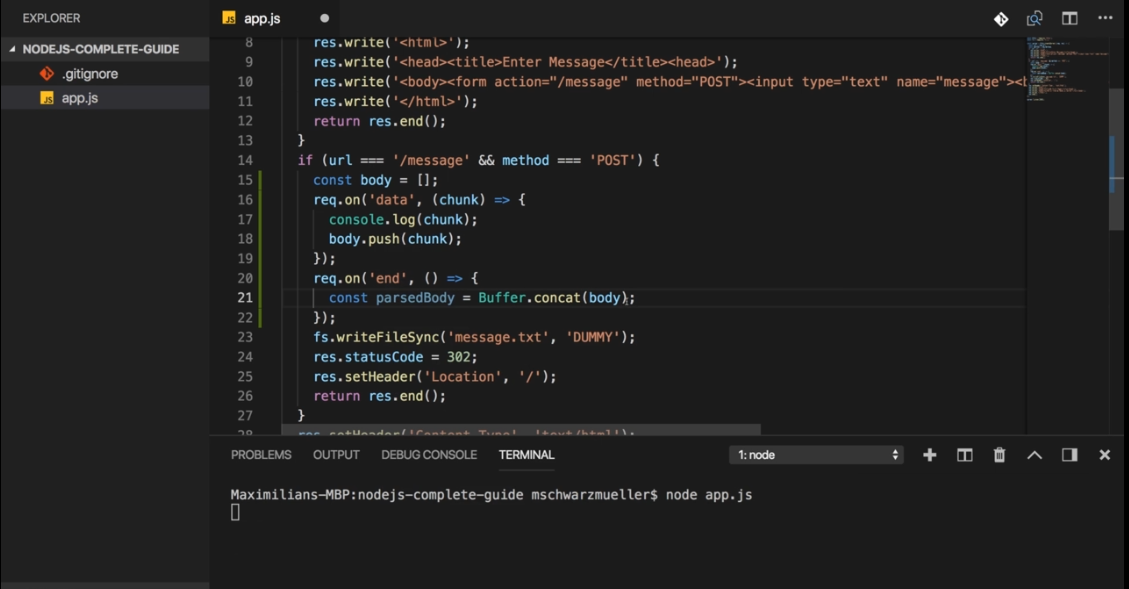 EXPLORER
app.js
NODEJS-COMPLETE-GUIDE
.gitignore
app.js
8 res.write('<html>');
9 res.write('<head><title>Enter Message</title><head>');
10 res.write('<body><form action="/message" method="POST"><input type="text" name="message"><b
11 res.write('</html>');
12 return res.end();
13 }
14 if (url === '/message' && method === 'POST') {
15 const body = [];
16 req.on('data', (chunk) => {
17 console.log(chunk);
18 body.push(chunk);
19 });
20 req.on('end', () => {
21 const parsedBody = Buffer.concat(body);
22 });
23 fs.writeFileSync('message.txt', 'DUMMY');
24 res.statusCode = 302;
25 res.setHeader('Location', '/');
26 return res.end();
27 }
28 res.setHeader('Content-Type', 'text/html');
PROBLEMS OUTPUT DEBUG CONSOLE TERMINAL 1: node
Maximilians-MBP:nodejs-complete-guide mschwarzmueller$ node app.js